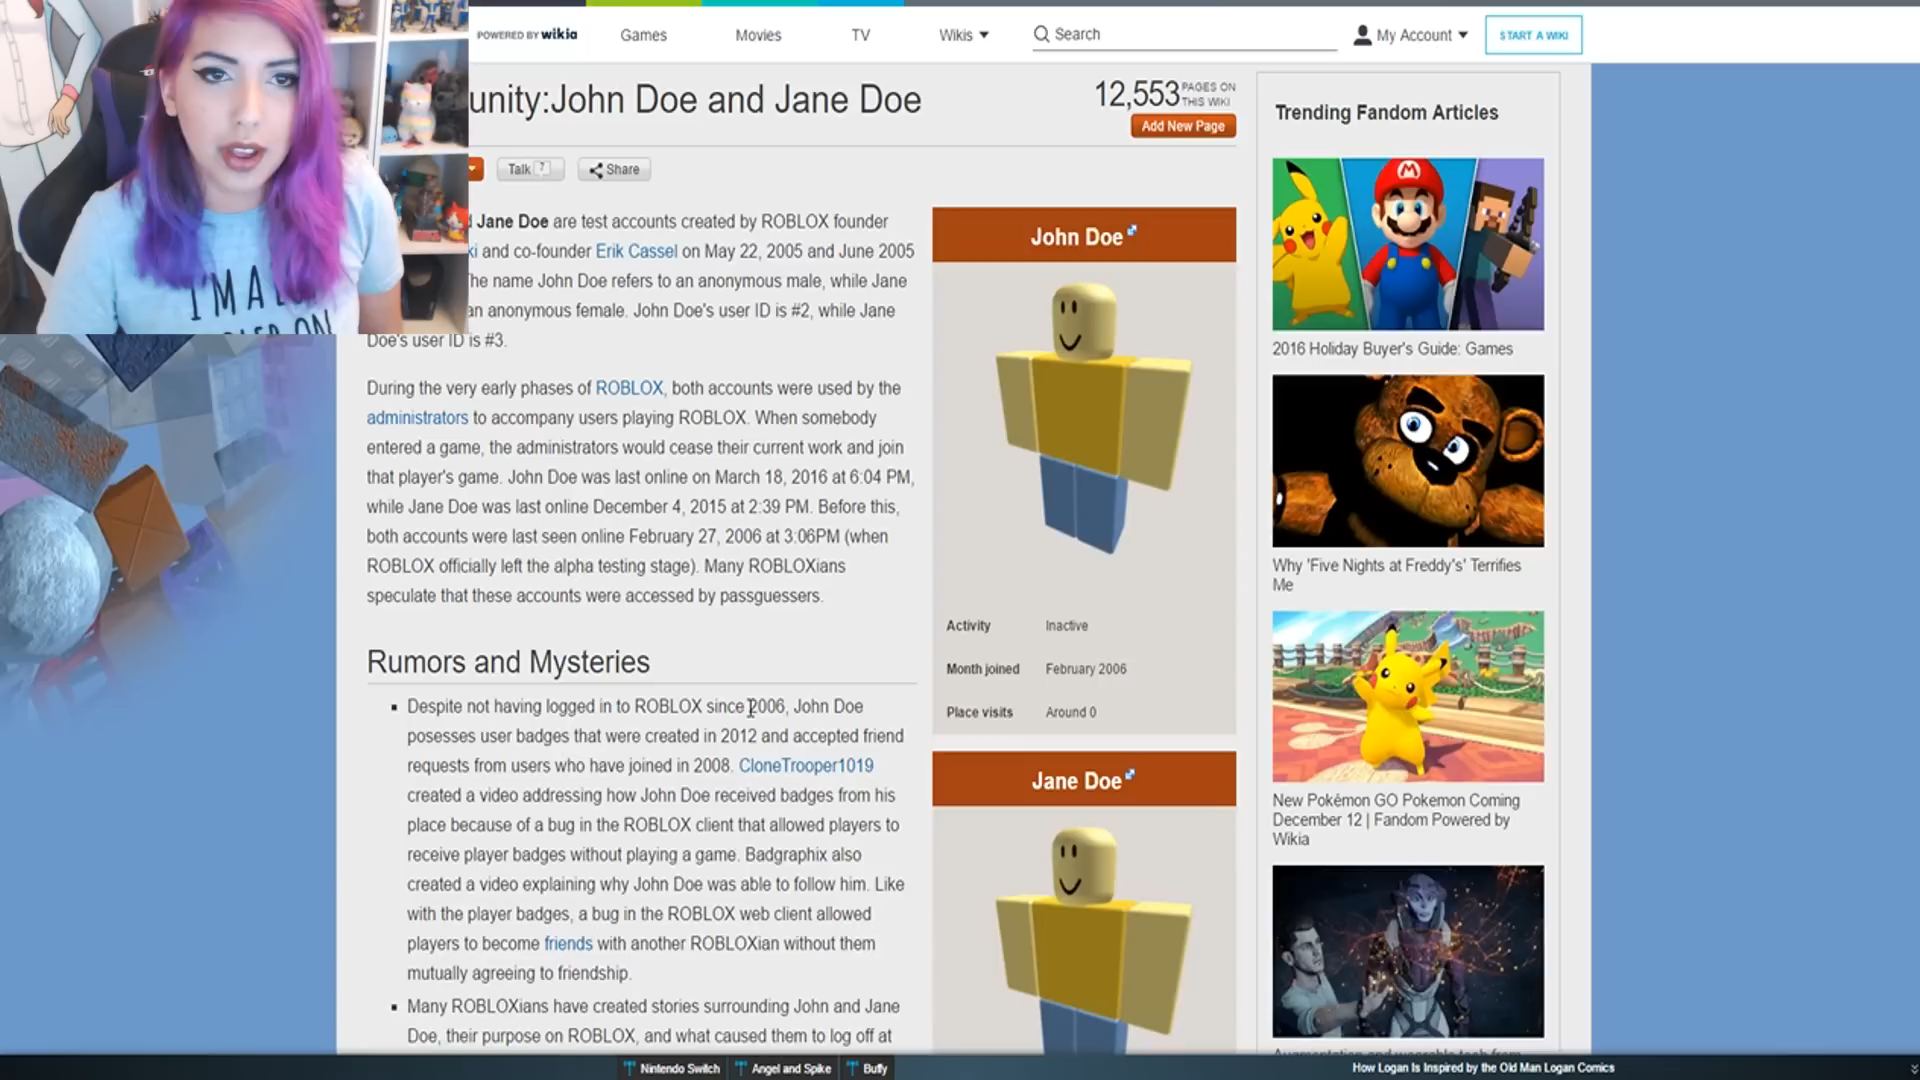 POWERED BY wikia
Games
Movies
TV
Wikis
Search
My Account
START A WIKI
unity:John Doe and Jane Doe
12,553 PAGES ON THIS WIKI
Add New Page
Talk ?
Share
I'M A
Jane Doe are test accounts created by ROBLOX founder
ki and co-founder Erik Cassel on May 22, 2005 and June 2005
he name John Doe refers to an anonymous male, while Jane
an anonymous female. John Doe's user ID is #2, while Jane
Doe's user ID is #3.
During the very early phases of ROBLOX, both accounts were used by the
administrators to accompany users playing ROBLOX. When somebody
entered a game, the administrators would cease their current work and join
that player's game. John Doe was last online on March 18, 2016 at 6:04 PM,
while Jane Doe was last online December 4, 2015 at 2:39 PM. Before this,
both accounts were last seen online February 27, 2006 at 3:06PM (when
ROBLOX officially left the alpha testing stage). Many ROBLOXians
speculate that these accounts were accessed by passguessers.
Rumors and Mysteries
Despite not having logged in to ROBLOX since 2006, John Doe
posesses user badges that were created in 2012 and accepted friend
requests from users who have joined in 2008. CloneTrooper1019
created a video addressing how John Doe received badges from his
place because of a bug in the ROBLOX client that allowed players to
receive player badges without playing a game. Badgraphix also
created a video explaining why John Doe was able to follow him. Like
with the player badges, a bug in the ROBLOX web client allowed
players to become friends with another ROBLOXian without them
mutually agreeing to friendship.
Many ROBLOXians have created stories surrounding John and Jane
Doe, their purpose on ROBLOX, and what caused them to log off at
John Doe
Activity Inactive
Month joined February 2006
Place visits Around 0
Jane Doe
Trending Fandom Articles
2016 Holiday Buyer's Guide: Games
Why 'Five Nights at Freddy's' Terrifies
Me
New Pokémon GO Pokemon Coming
December 12 | Fandom Powered by
Wikia
Nintendo Switch
Angel and Spike
Buffy
How Logan Is Inspired by the Old Man Logan Comics